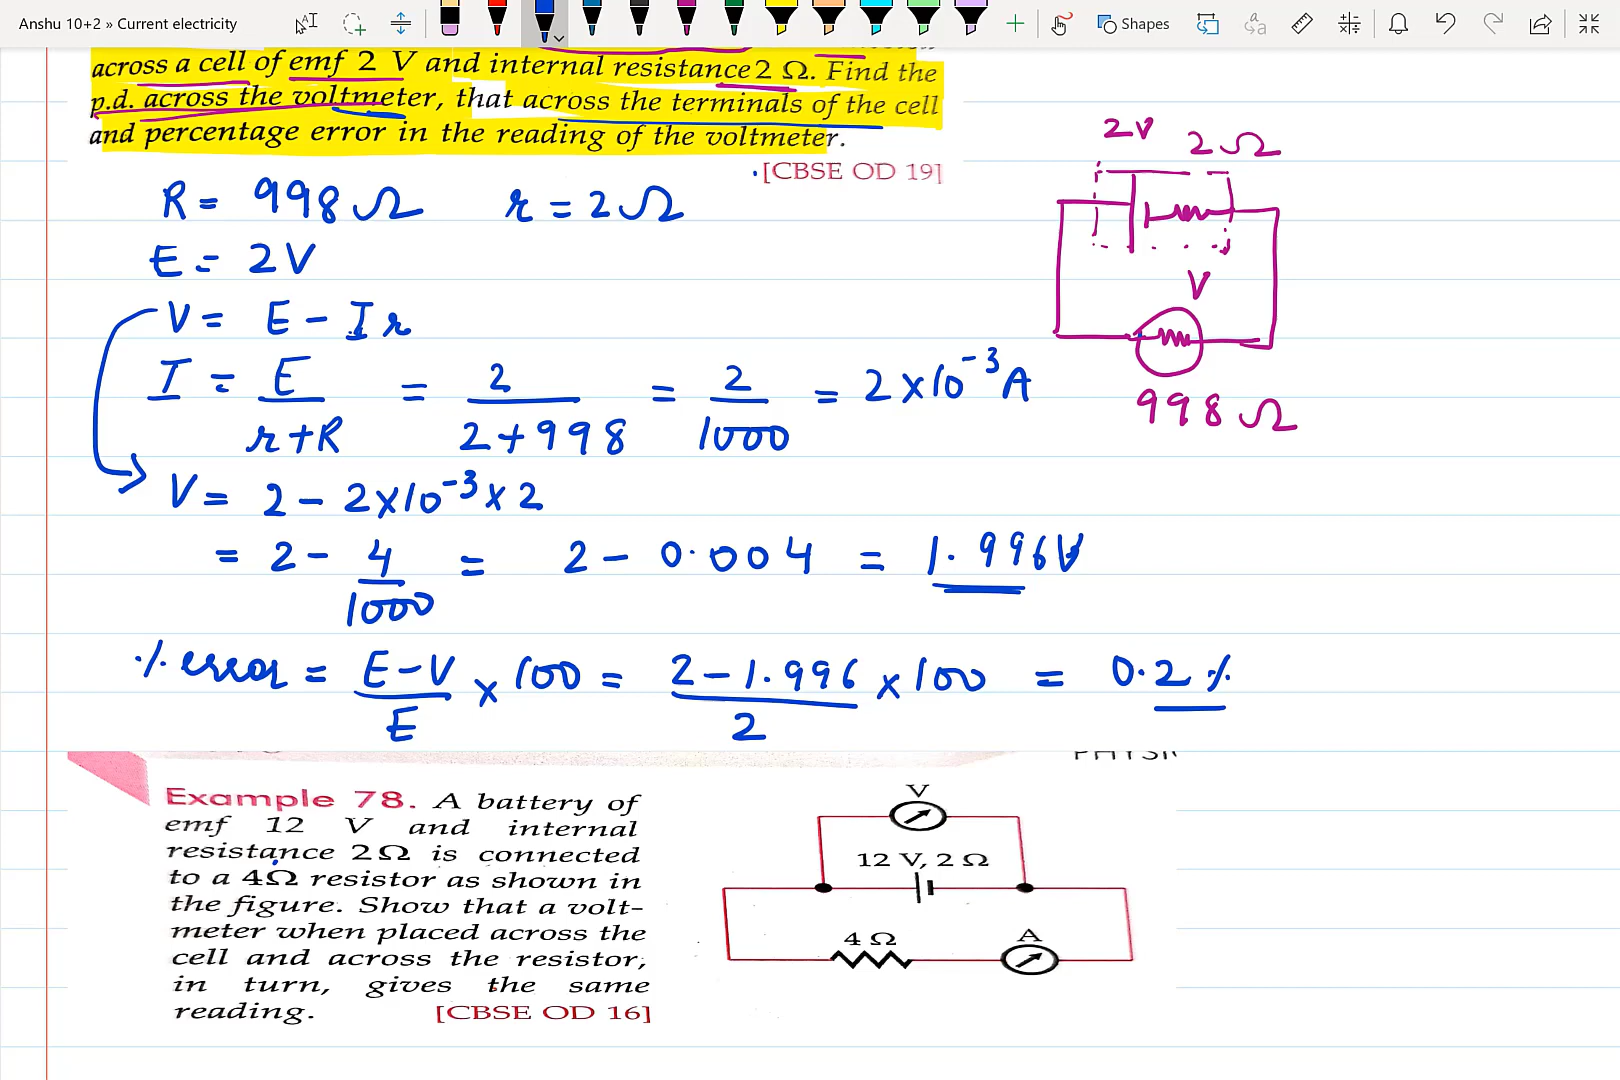 Anshu 10+2 » Current electricity
Shapes
across a cell of emf 2 V and internal resistance 2 Ω. Find the
p.d. across the voltmeter, that across the terminals of the cell
and percentage error in the reading of the voltmeter.
[CBSE OD 19]
2V 2Ω
R = 998 Ω r = 2 Ω
E = 2V
V = E - Ir
V
I = E/r+R = 2/2+998 = 2/1000 = 2×10⁻³ A
998 Ω
V = 2 - 2×10⁻³ × 2
= 2 - 4/1000 = 2 - 0.004 = 1.996V
% error = E-V/E × 100 = 2-1.996/2 × 100 = 0.2 %
Example 78. A battery of
emf 12 V and internal
resistance 2Ω is connected
to a 4Ω resistor as shown in
the figure. Show that a volt-
meter when placed across the
cell and across the resistor,
in turn, gives the same
reading. [CBSE OD 16]
V
12 V, 2 Ω
4 Ω A